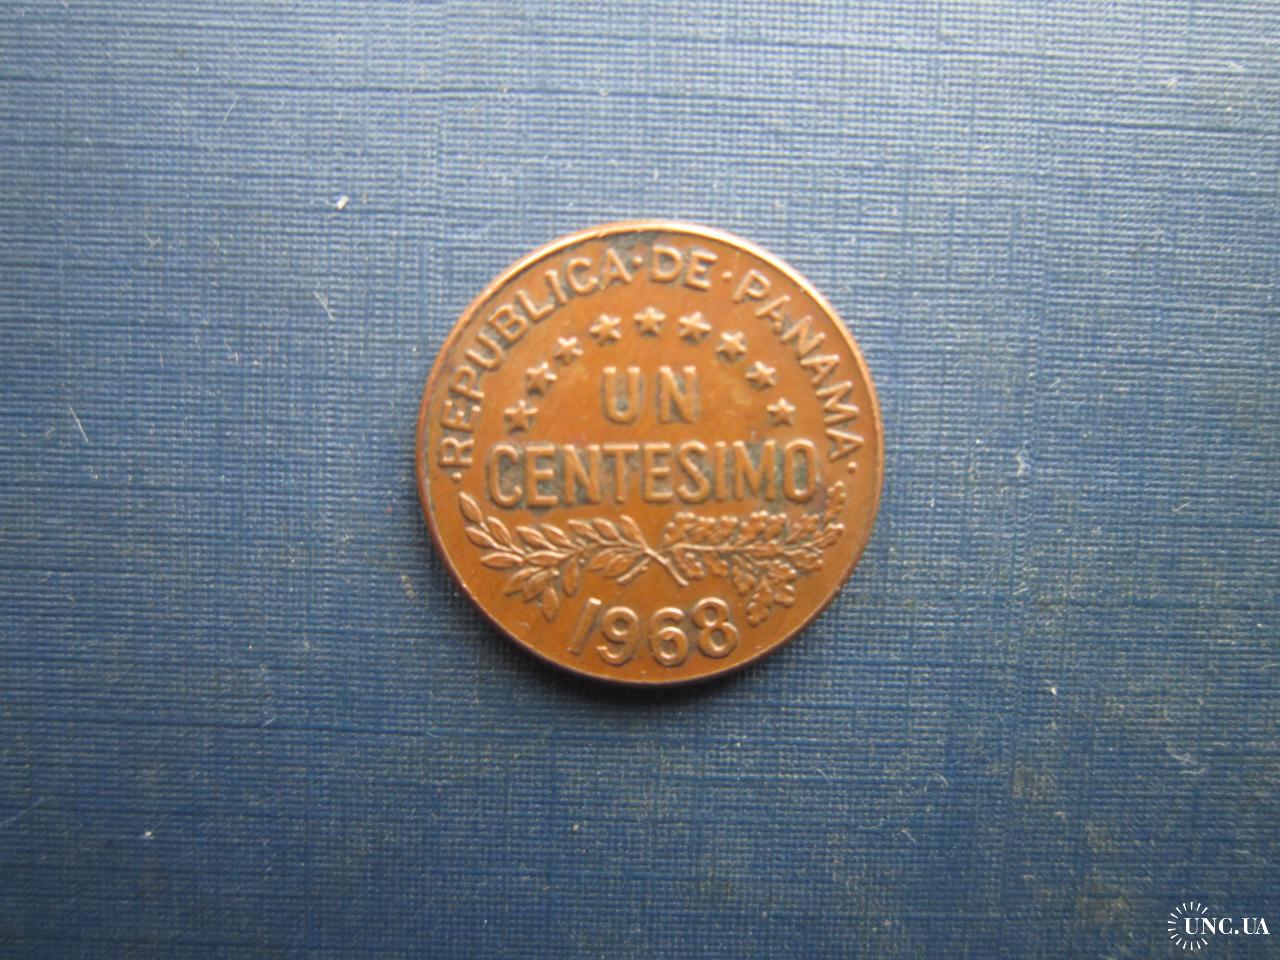 ·REPUBLICA·DE·PANAMA·
UN
CENTESIMO
1968
UNC.UA